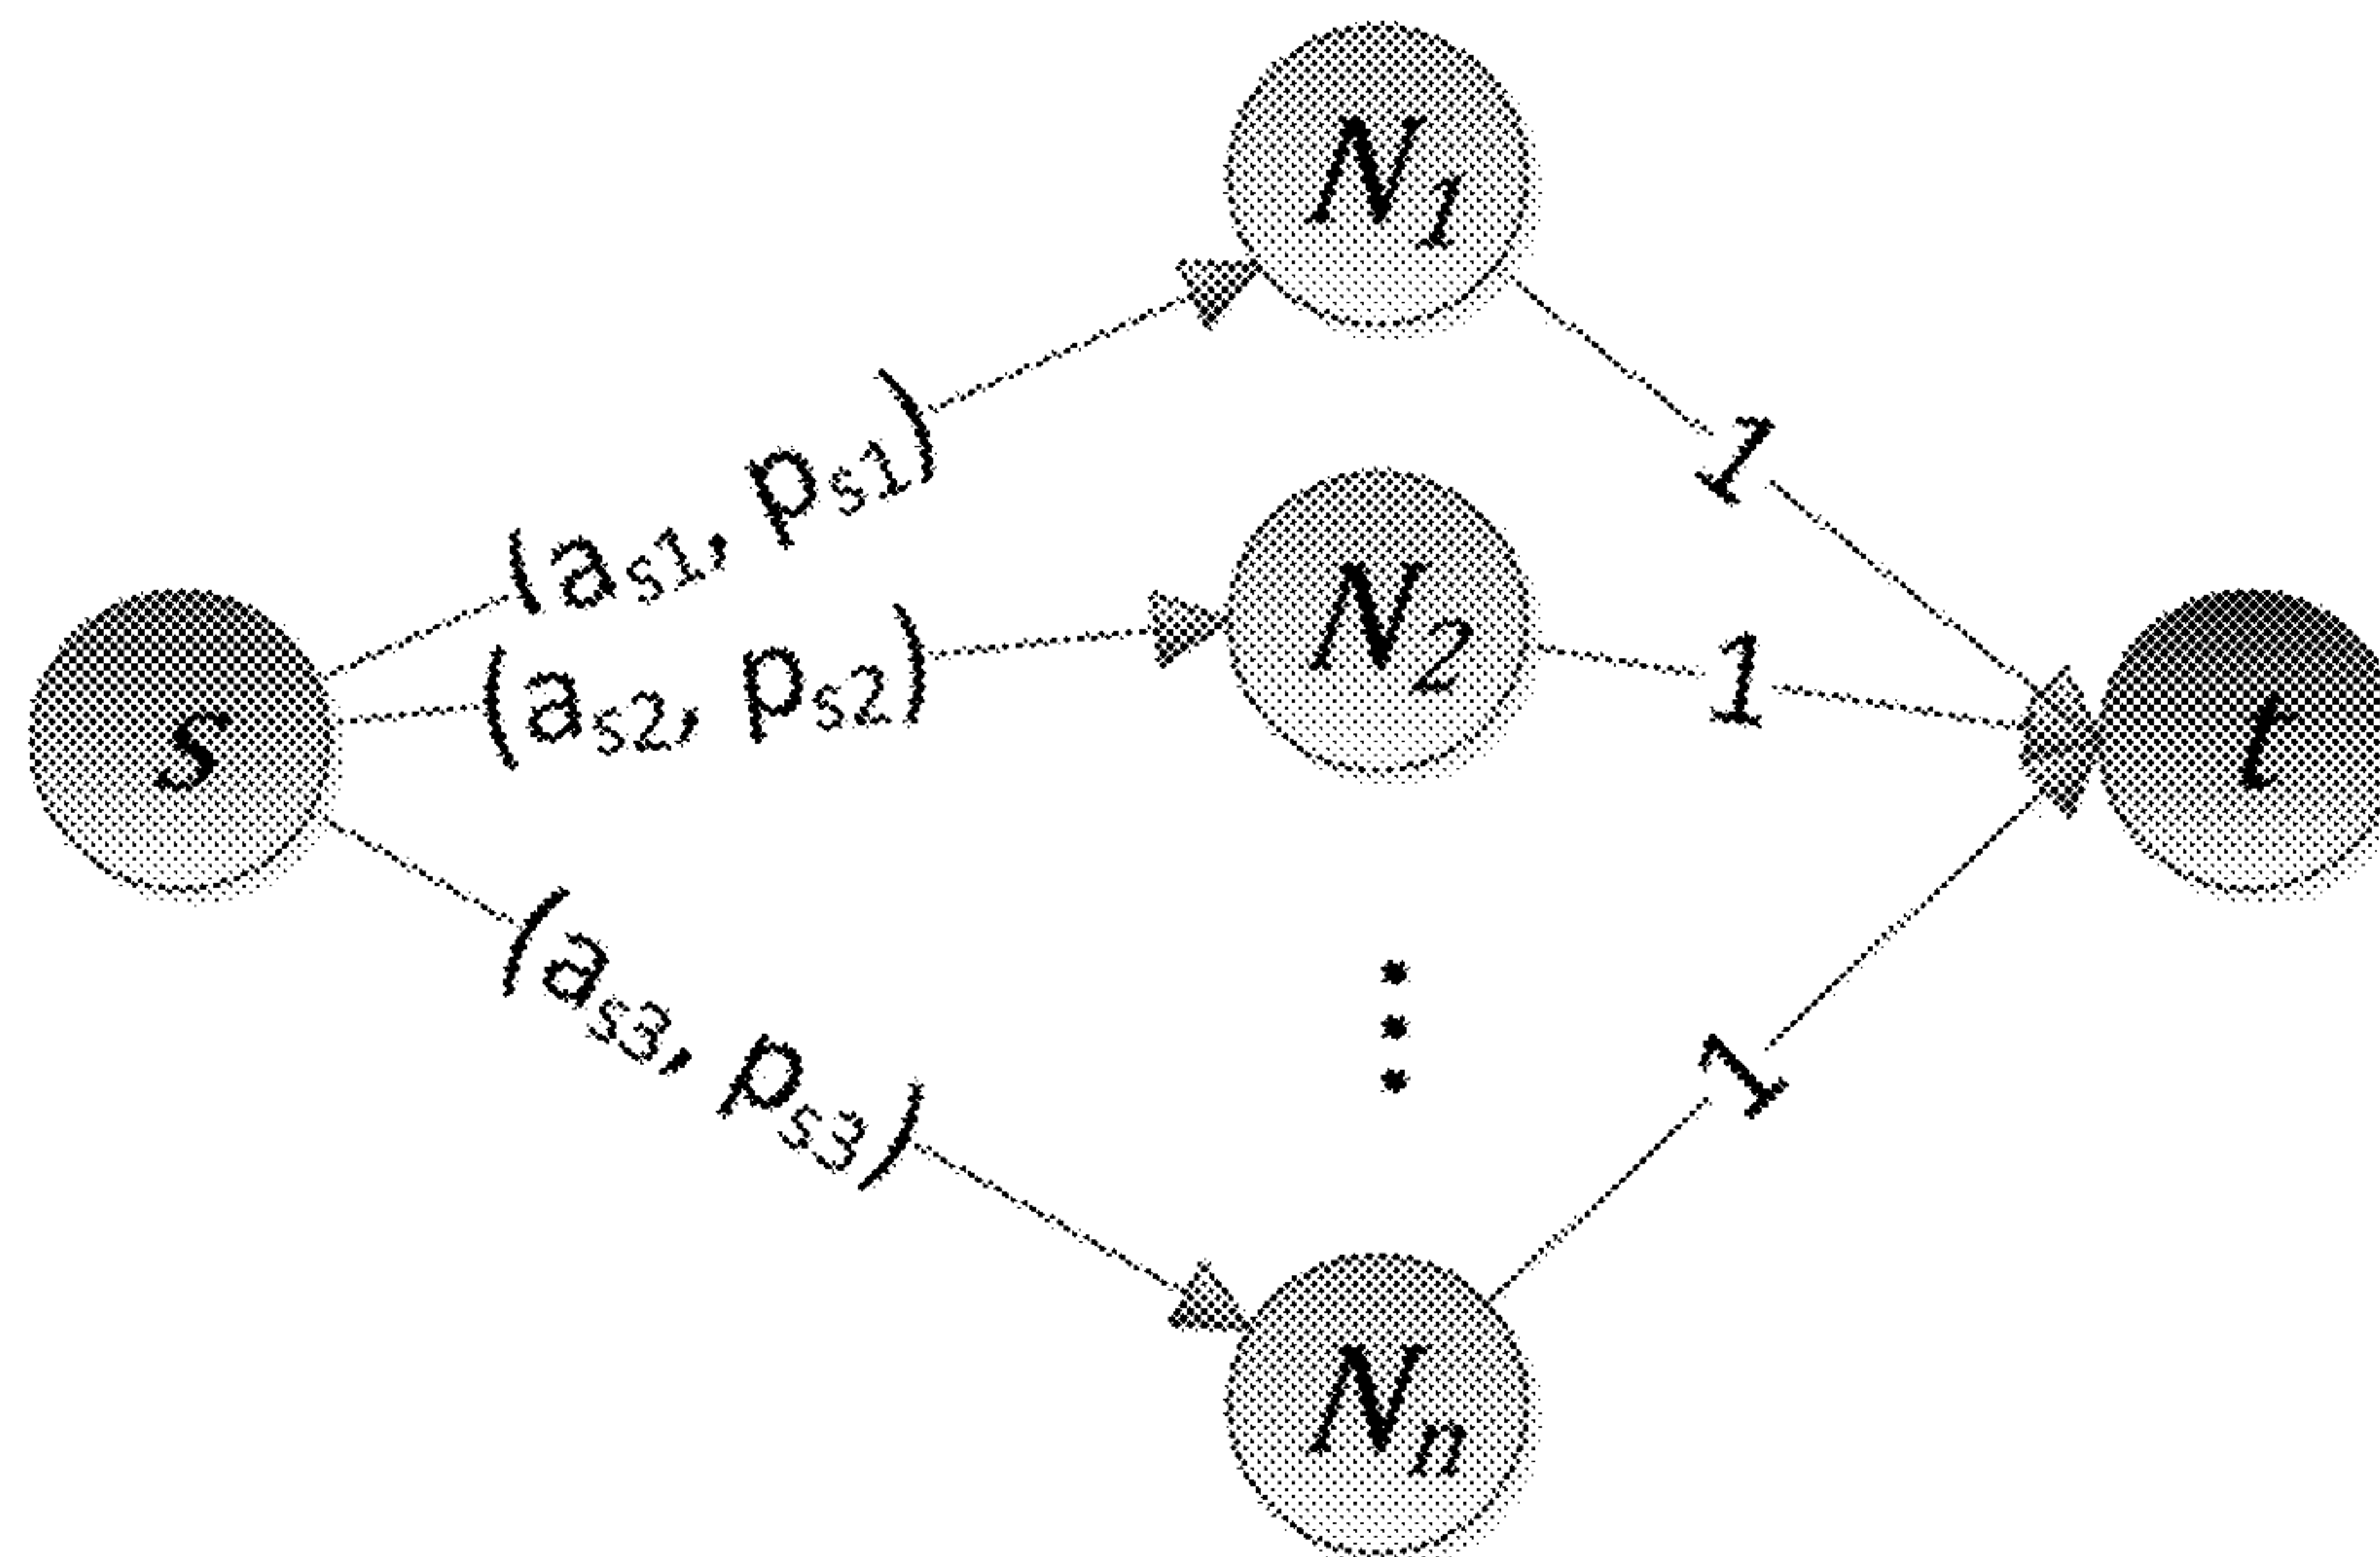 N1
(as1, ps1)
1
N2
(as2, ps2)
1
s
t
(as3, ps3)
1
Nn